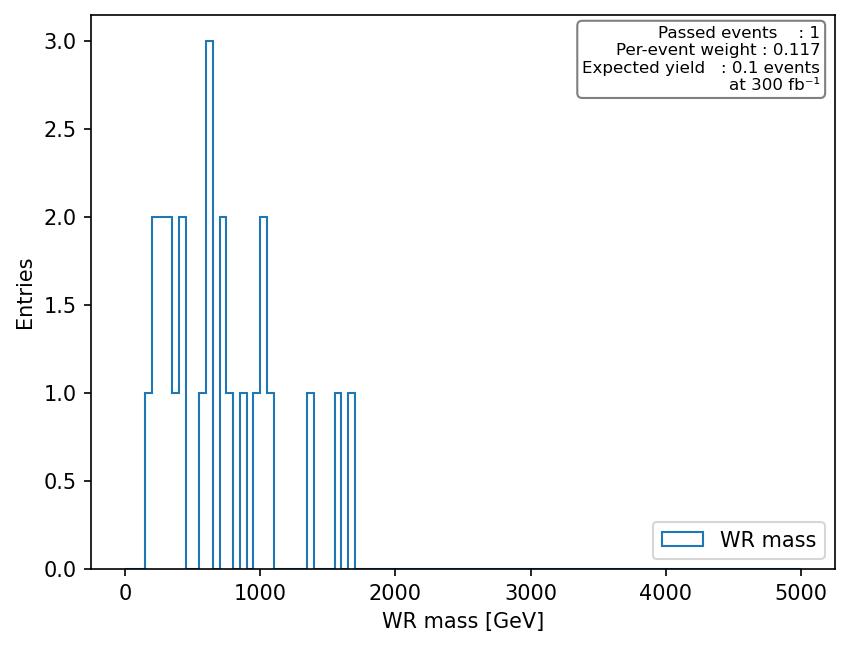 Passed events : 1
Per-event weight : 0.117
Expected yield : 0.1 events
at 300 fb⁻¹
3.0
2.5
2.0
1.5
1.0
0.5
0.0
Entries
WR mass
0 1000 2000 3000 4000 5000
WR mass [GeV]